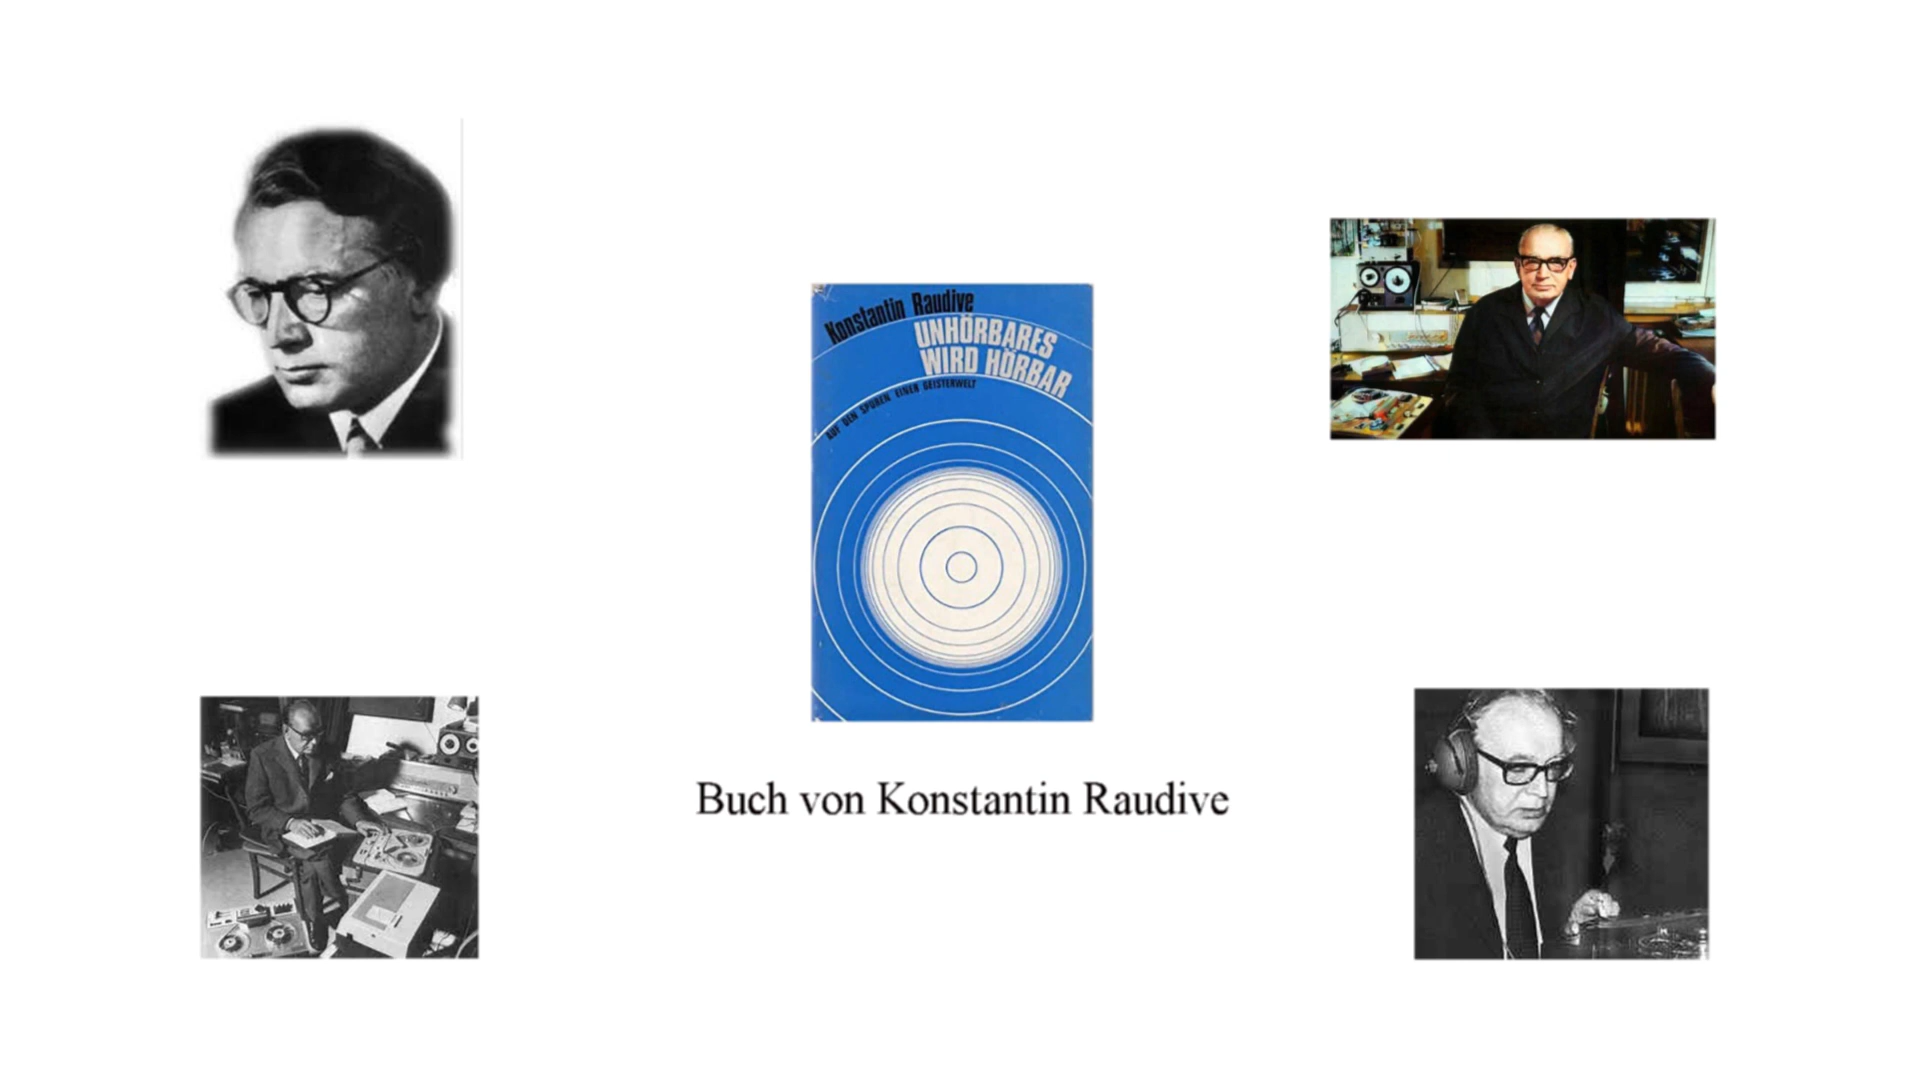 Konstantin Raudive
UNHÖRBARES
WIRD HÖRBAR
AUF DEN SPUREN EINER GEISTERWELT
Buch von Konstantin Raudive